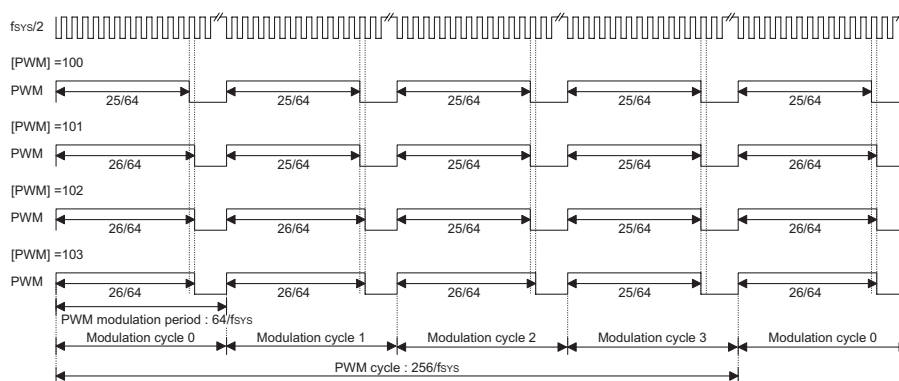 fSYS/2
[PWM] =100
PWM
25/64 25/64 25/64 25/64 25/64
[PWM] =101
PWM
26/64 25/64 25/64 25/64 26/64
[PWM] =102
PWM
26/64 26/64 25/64 25/64 26/64
[PWM] =103
PWM
26/64 26/64 26/64 25/64 26/64
PWM modulation period : 64/fSYS
Modulation cycle 0 Modulation cycle 1 Modulation cycle 2 Modulation cycle 3 Modulation cycle 0
PWM cycle : 256/fSYS